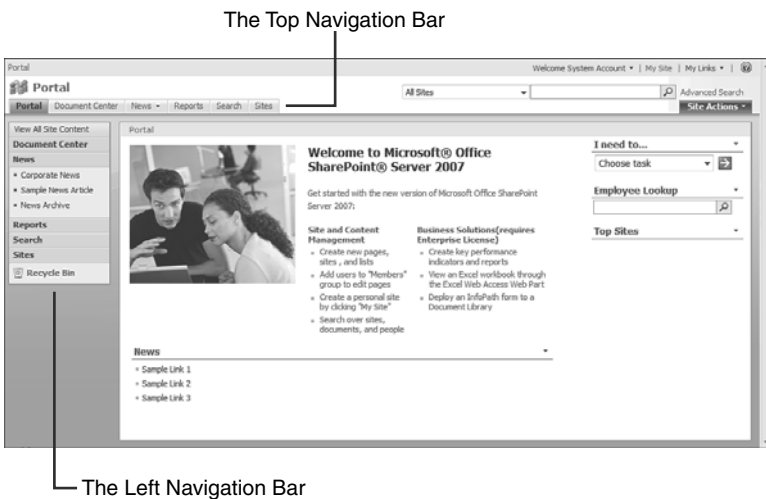 The Top Navigation Bar
Portal
Welcome System Account | My Site | My Links |
Portal
All Sites
Advanced Search
Portal Document Center News Reports Search Sites
Site Actions
View All Site Content
Document Center
News
Corporate News
Sample News Article
News Archive
Reports
Search
Sites
Recycle Bin
Portal
Welcome to Microsoft® Office
SharePoint® Server 2007
Get started with the new version of Microsoft Office SharePoint
Server 2007:
Site and Content
Management
Create new pages,
sites , and lists
Add users to "Members"
group to edit pages
Create a personal site
by clicking "My Site"
Search over sites,
documents, and people
Business Solutions(requires
Enterprise License)
Create key performance
indicators and reports
View an Excel workbook through
the Excel Web Access Web Part
Deploy an InfoPath form to a
Document Library
News
Sample Link 1
Sample Link 2
Sample Link 3
I need to...
Choose task
Employee Lookup
Top Sites
The Left Navigation Bar